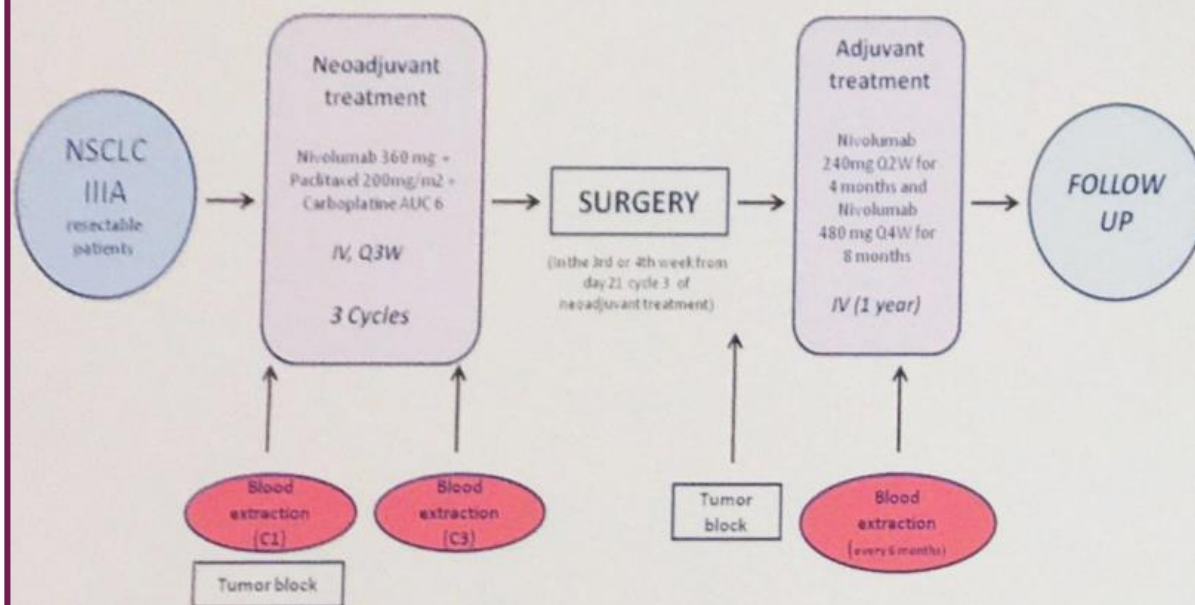 NSCLC
IIIA
resectable
patients
Neoadjuvant
treatment
Nivolumab 360 mg +
Paclitaxel 200mg/m2 +
Carboplatine AUC 6
IV, Q3W
3 Cycles
SURGERY
(In the 3rd or 4th week from
day 21 cycle 3 of
neoadjuvant treatment)
Adjuvant
treatment
Nivolumab
240mg Q2W for
4 months and
Nivolumab
480 mg Q4W for
8 months
IV (1 year)
FOLLOW
UP
Blood
extraction
(C1)
Tumor block
Blood
extraction
(C3)
Tumor
block
Blood
extraction
(every 6 months)